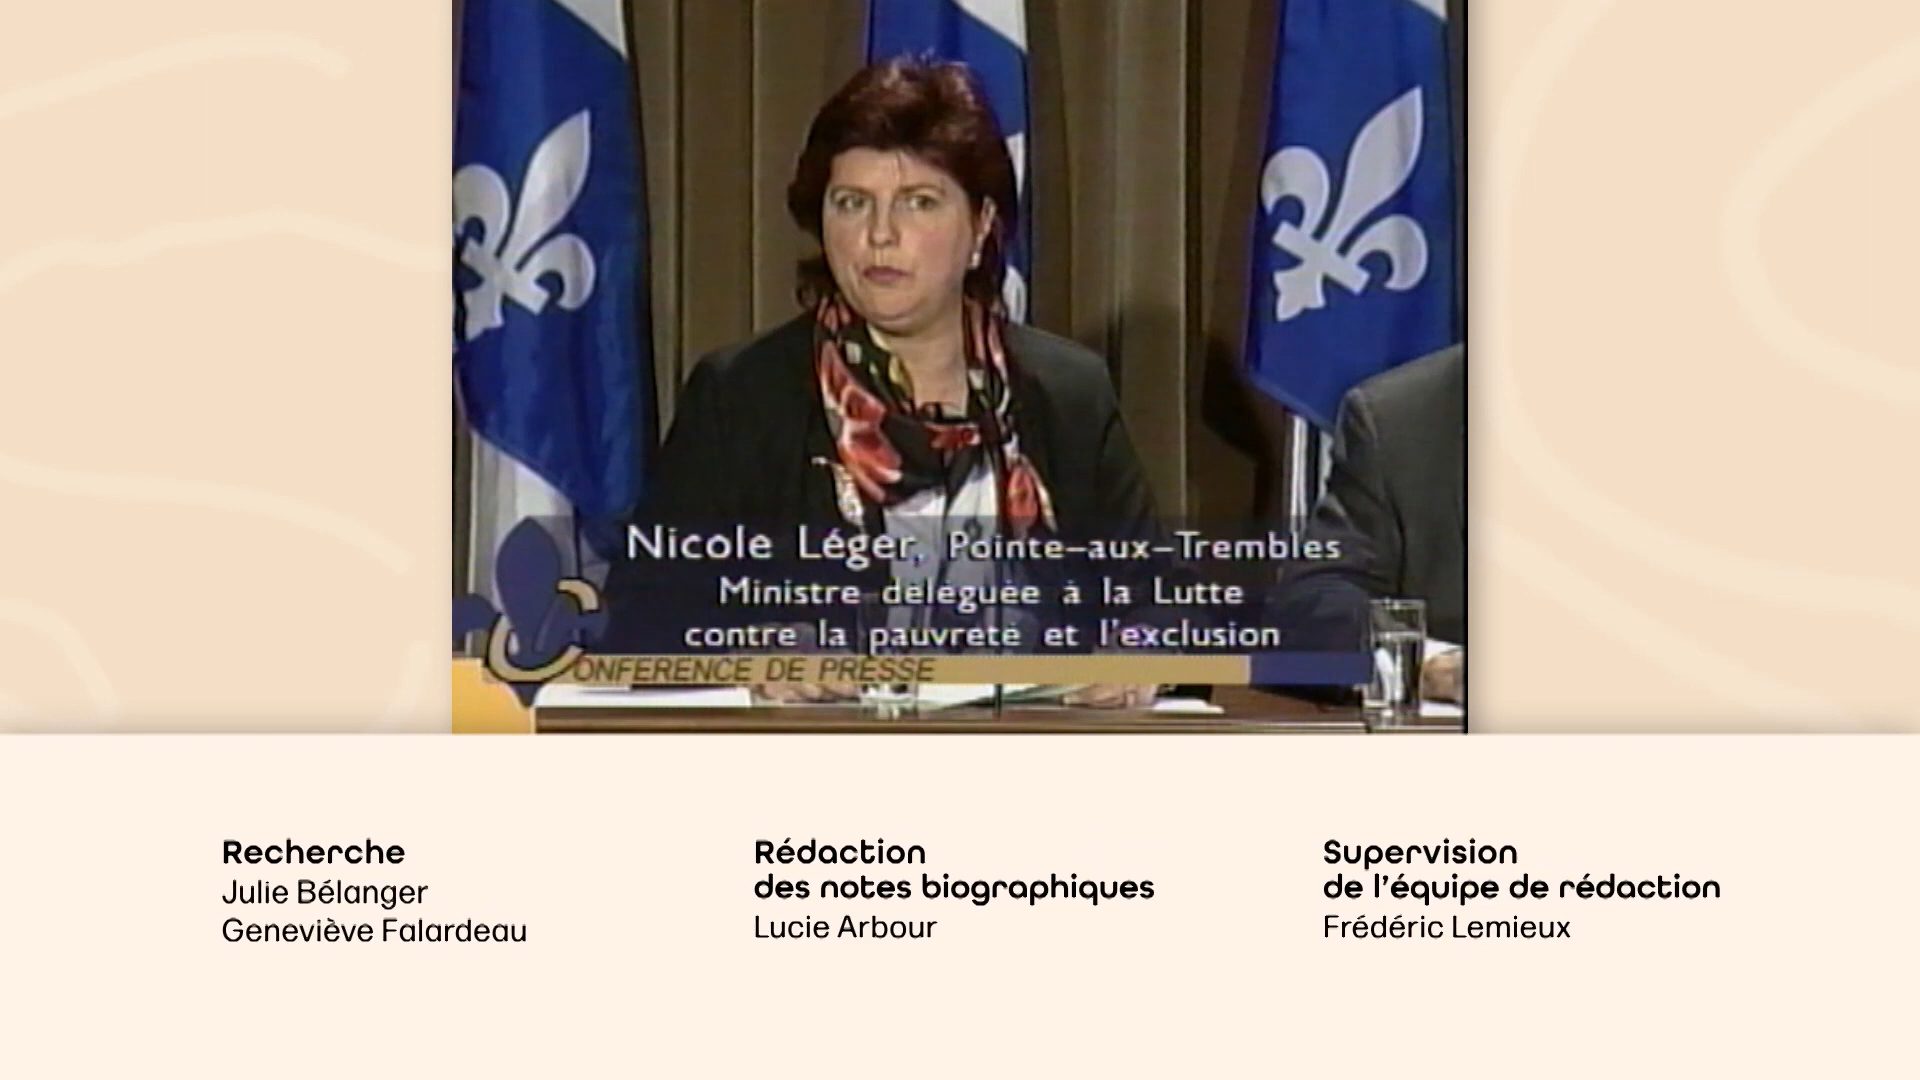 Nicole Léger, Pointe-aux-Trembles
Ministre déléguée à la Lutte
contre la pauvreté et l'exclusion
CONFERENCE DE PRESSE
Recherche
Julie Bélanger
Geneviève Falardeau
Rédaction
des notes biographiques
Lucie Arbour
Supervision
de l'équipe de rédaction
Frédéric Lemieux